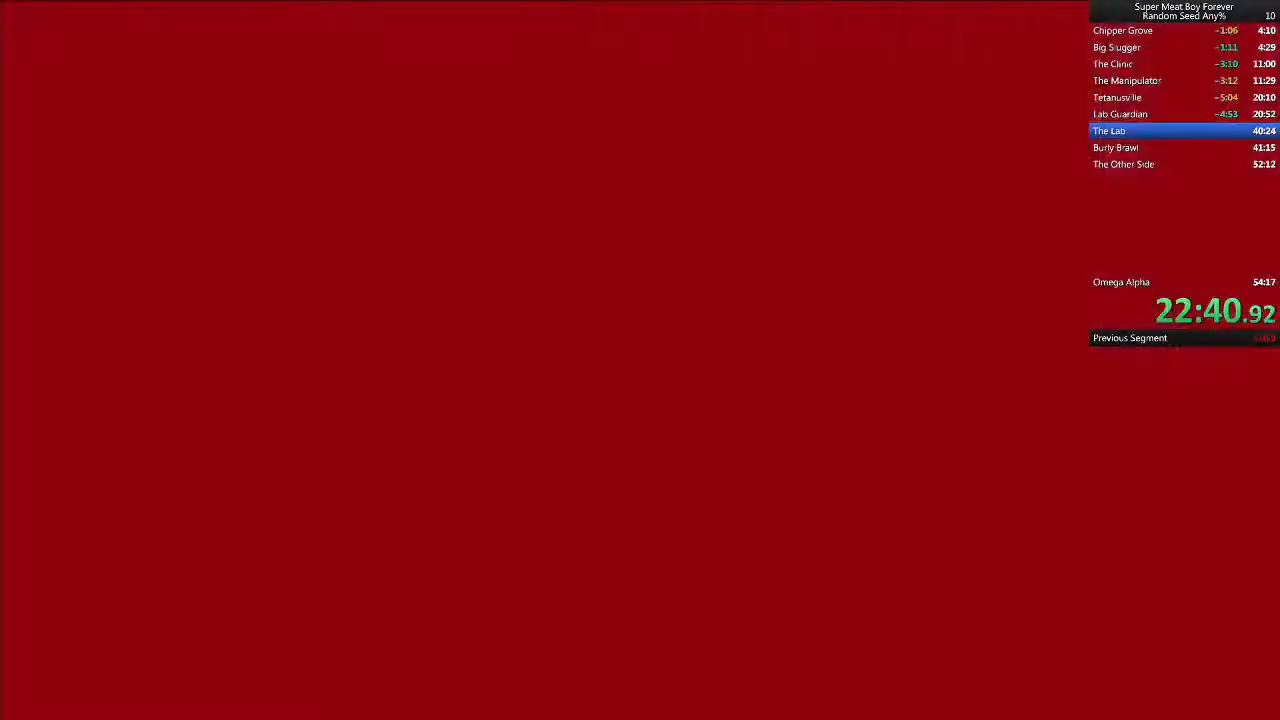 Super Meat Boy Forever
Random Seed Any% 10
Chipper Grove −1:06 4:10
Big Slugger −1:11 4:29
The Clinic −3:10 11:00
The Manipulator −3:12 11:29
Tetanusville −5:04 20:10
Lab Guardian −4:53 20:52
The Lab 40:24
Burly Brawl 41:15
The Other Side 52:12
Omega Alpha 54:17
22:40.92
Previous Segment